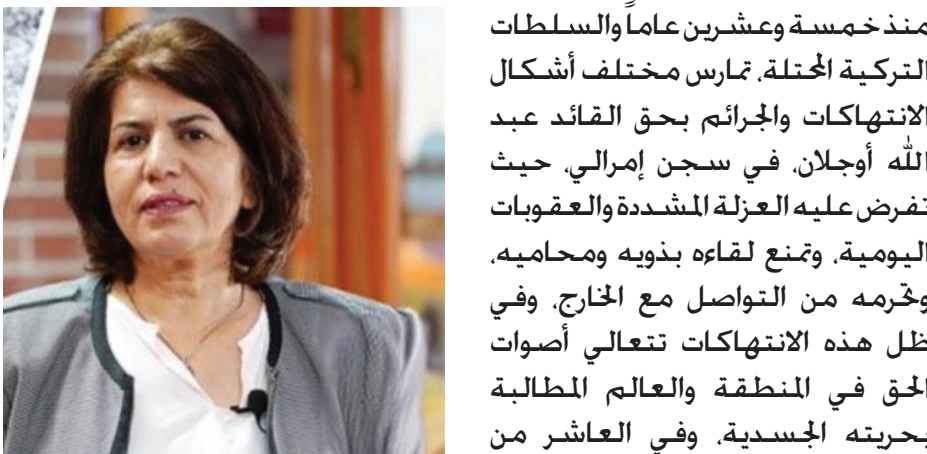 منذ خمسة وعشرين عاماً والسلطات
التركية المحتلة، تمارس مختلف أشكال
الانتهاكات والجرائم بحق القائد عبد
الله أوجلان، في سجن إمرالي، حيث
تفرض عليه العزلة المشددة والعقوبات
اليومية، وتمنع لقاءه بذويه ومحاميه،
وتحرمه من التواصل مع الخارج، وفي
ظل هذه الانتهاكات تتعالي أصوات
الحق في المنطقة والعالم المطالبة
بحريته الجسدية، وفي العاشر من